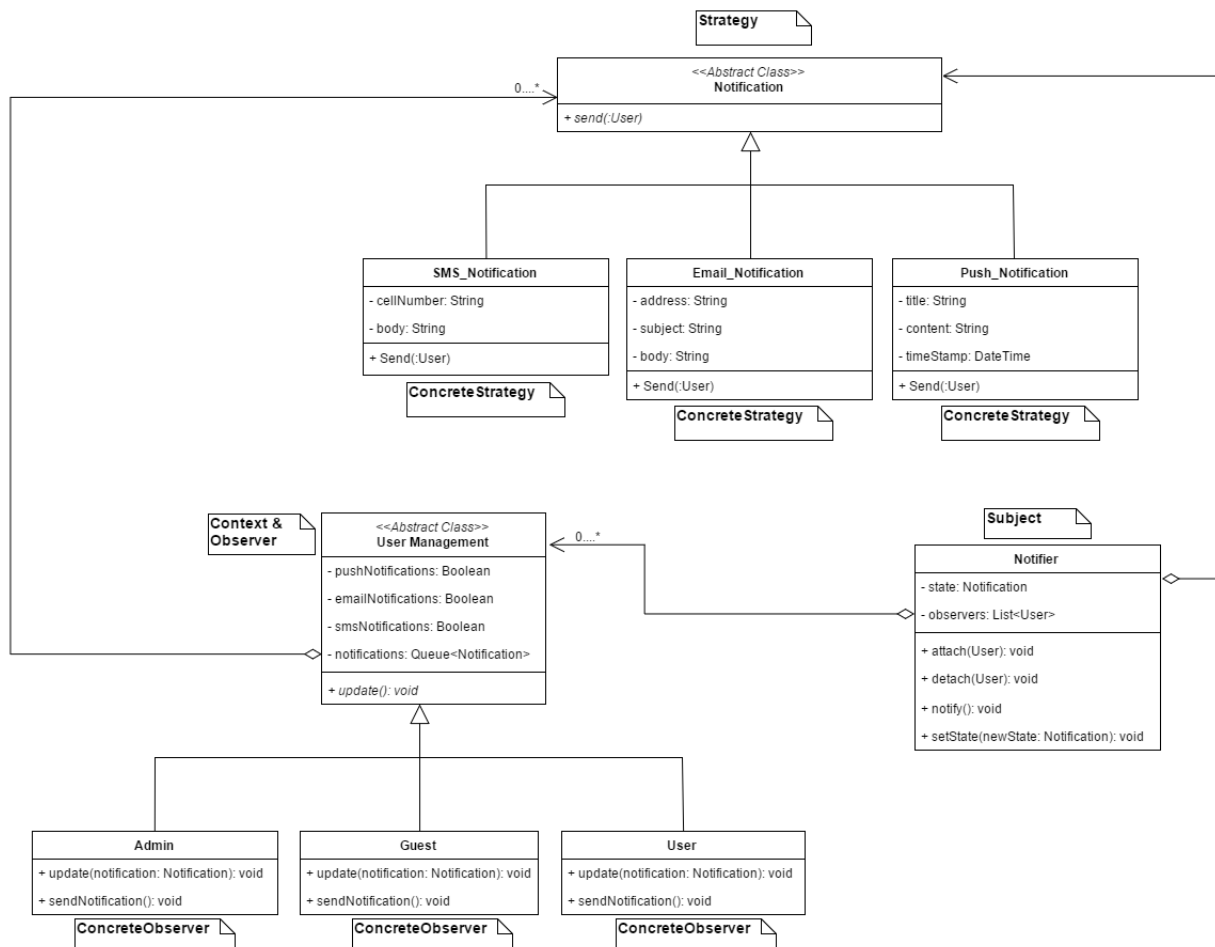 Strategy
<<Abstract Class>>
Notification
0....*
+ send(:User)
SMS_Notification
- cellNumber: String
- body: String
+ Send(:User)
ConcreteStrategy
Email_Notification
- address: String
- subject: String
- body: String
+ Send(:User)
ConcreteStrategy
Push_Notification
- title: String
- content: String
- timeStamp: DateTime
+ Send(:User)
ConcreteStrategy
Context &
Observer
<<Abstract Class>>
User Management
- pushNotifications: Boolean
- emailNotifications: Boolean
- smsNotifications: Boolean
- notifications: Queue<Notification>
+ update(): void
0....*
Subject
Notifier
- state: Notification
- observers: List<User>
+ attach(User): void
+ detach(User): void
+ notify(): void
+ setState(newState: Notification): void
Admin
+ update(notification: Notification): void
+ sendNotification(): void
ConcreteObserver
Guest
+ update(notification: Notification): void
+ sendNotification(): void
ConcreteObserver
User
+ update(notification: Notification): void
+ sendNotification(): void
ConcreteObserver